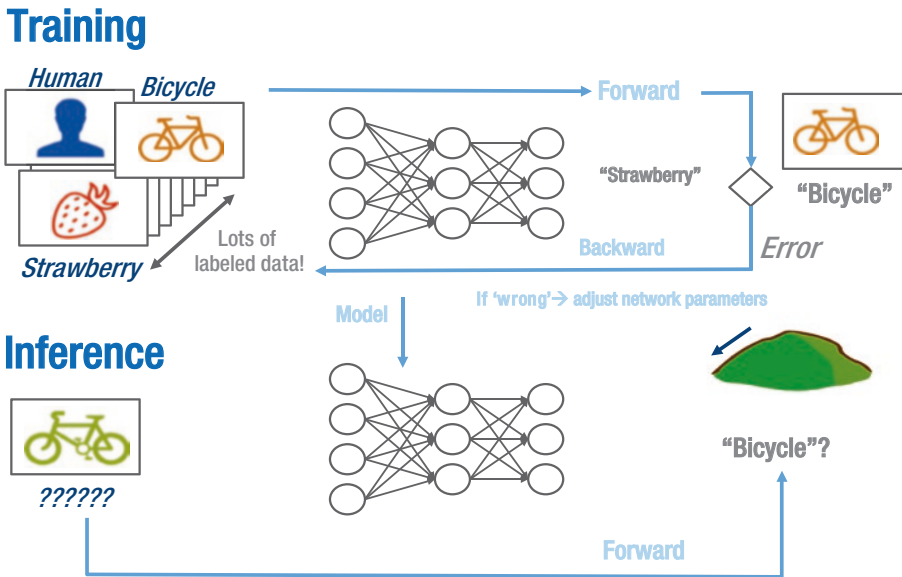 Training
Human
Bicycle
Forward
“Strawberry”
“Bicycle”
Lots of
labeled data!
Strawberry
Backward
Error
If ‘wrong’→ adjust network parameters
Model
Inference
??????
“Bicycle”?
Forward